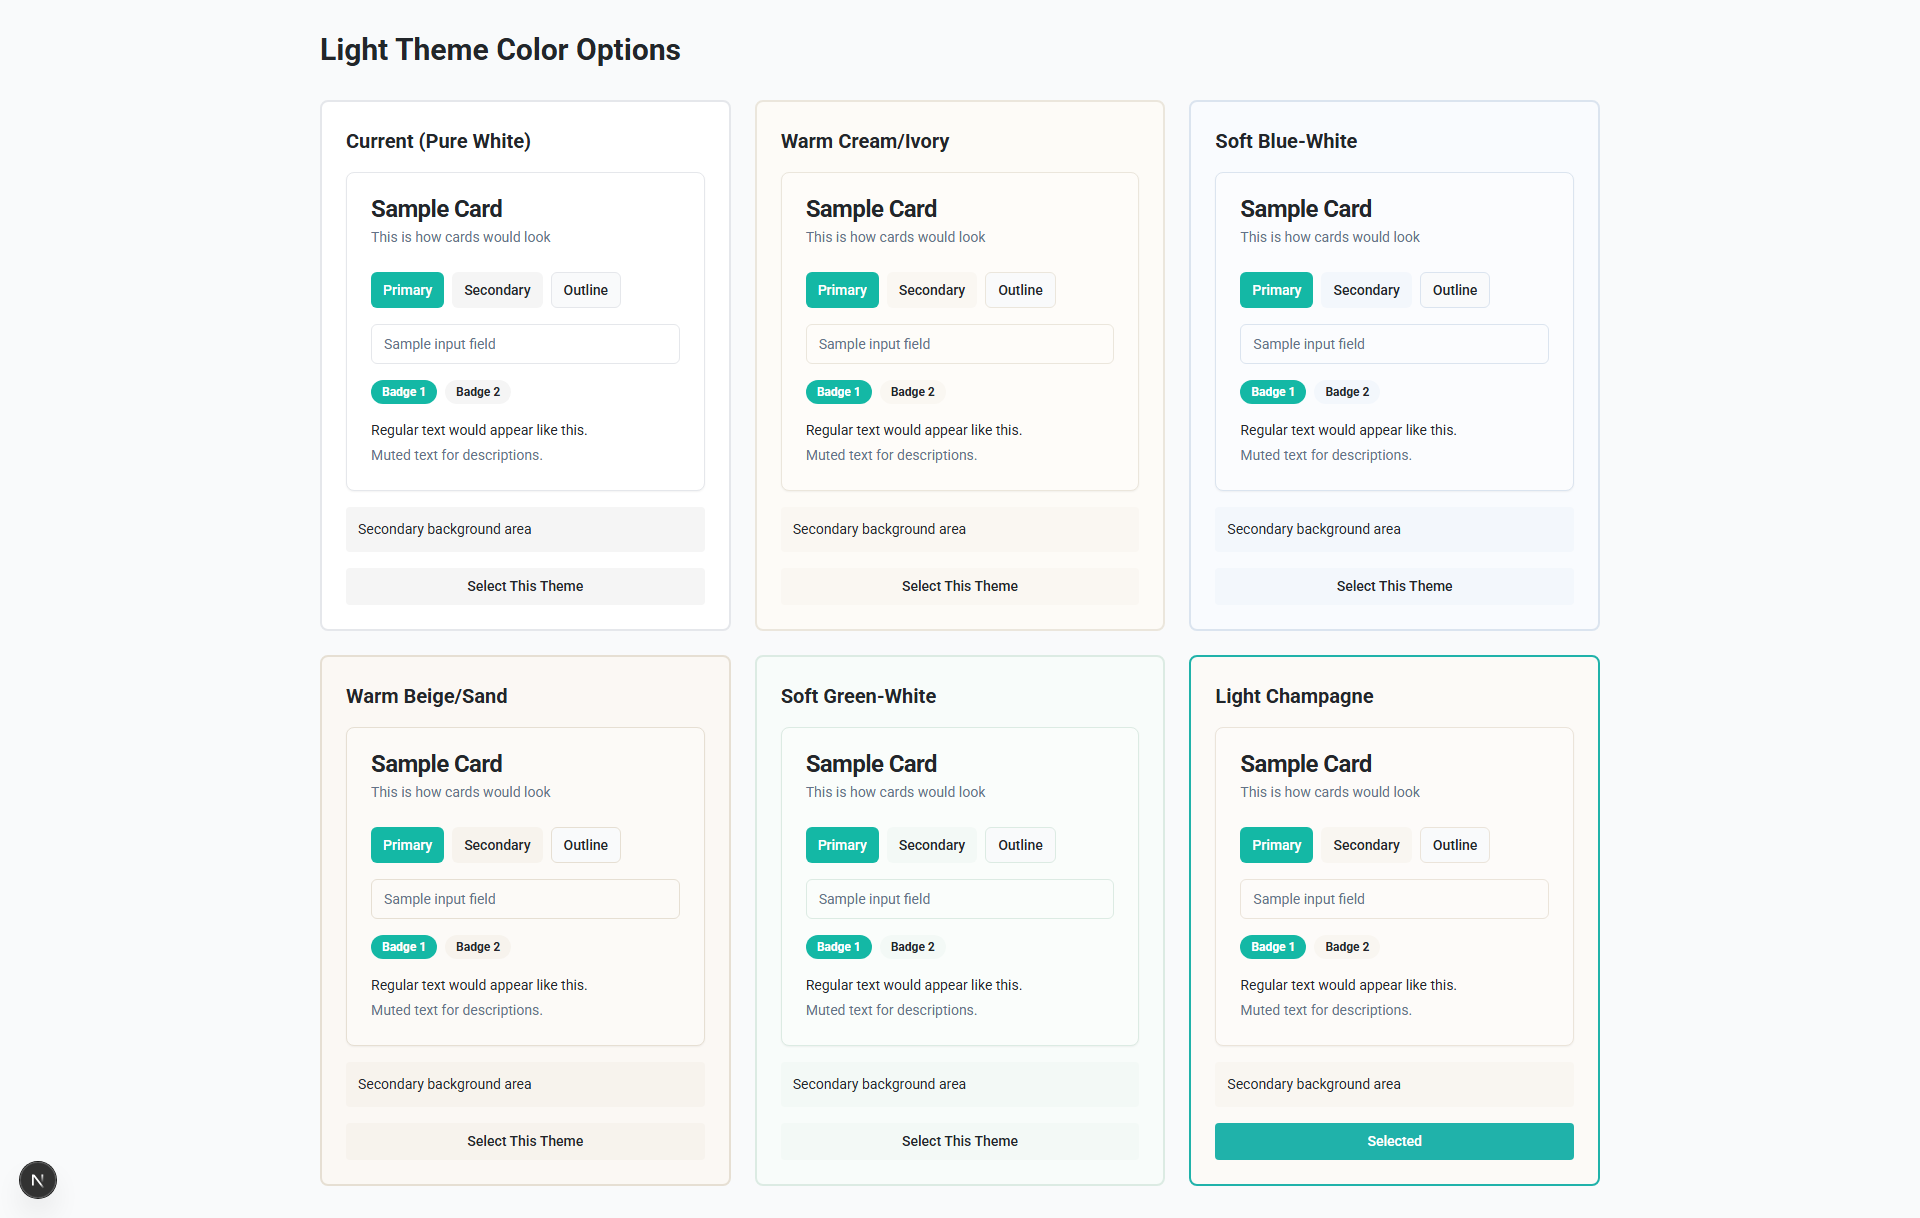 Light Theme Color Options
Current (Pure White)
Sample Card
This is how cards would look
Primary Secondary Outline
Sample input field
Badge 1 Badge 2
Regular text would appear like this.
Muted text for descriptions.
Secondary background area
Select This Theme
Warm Cream/Ivory
Sample Card
This is how cards would look
Primary Secondary Outline
Sample input field
Badge 1 Badge 2
Regular text would appear like this.
Muted text for descriptions.
Secondary background area
Select This Theme
Soft Blue-White
Sample Card
This is how cards would look
Primary Secondary Outline
Sample input field
Badge 1 Badge 2
Regular text would appear like this.
Muted text for descriptions.
Secondary background area
Select This Theme
Warm Beige/Sand
Sample Card
This is how cards would look
Primary Secondary Outline
Sample input field
Badge 1 Badge 2
Regular text would appear like this.
Muted text for descriptions.
Secondary background area
Select This Theme
Soft Green-White
Sample Card
This is how cards would look
Primary Secondary Outline
Sample input field
Badge 1 Badge 2
Regular text would appear like this.
Muted text for descriptions.
Secondary background area
Select This Theme
Light Champagne
Sample Card
This is how cards would look
Primary Secondary Outline
Sample input field
Badge 1 Badge 2
Regular text would appear like this.
Muted text for descriptions.
Secondary background area
Selected
N